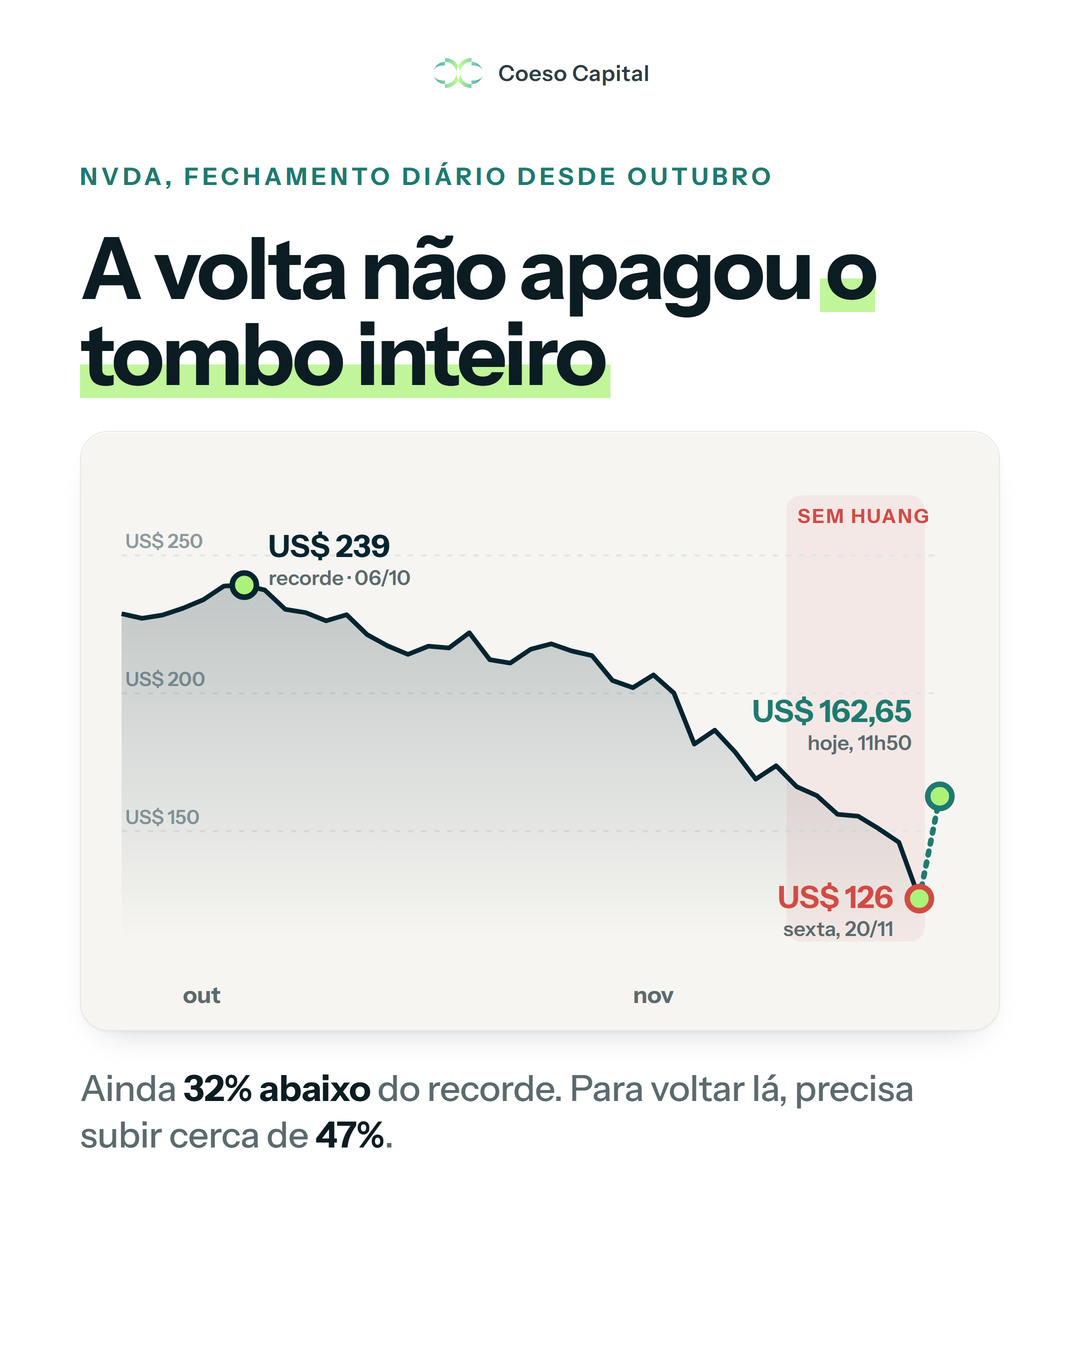 Coeso Capital
NVDA, FECHAMENTO DIÁRIO DESDE OUTUBRO
A volta não apagou o
tombo inteiro
SEM HUANG
US$ 250
US$ 239
recorde · 06/10
US$ 200
US$ 162,65
hoje, 11h50
US$ 150
US$ 126
sexta, 20/11
out
nov
Ainda 32% abaixo do recorde. Para voltar lá, precisa
subir cerca de 47%.